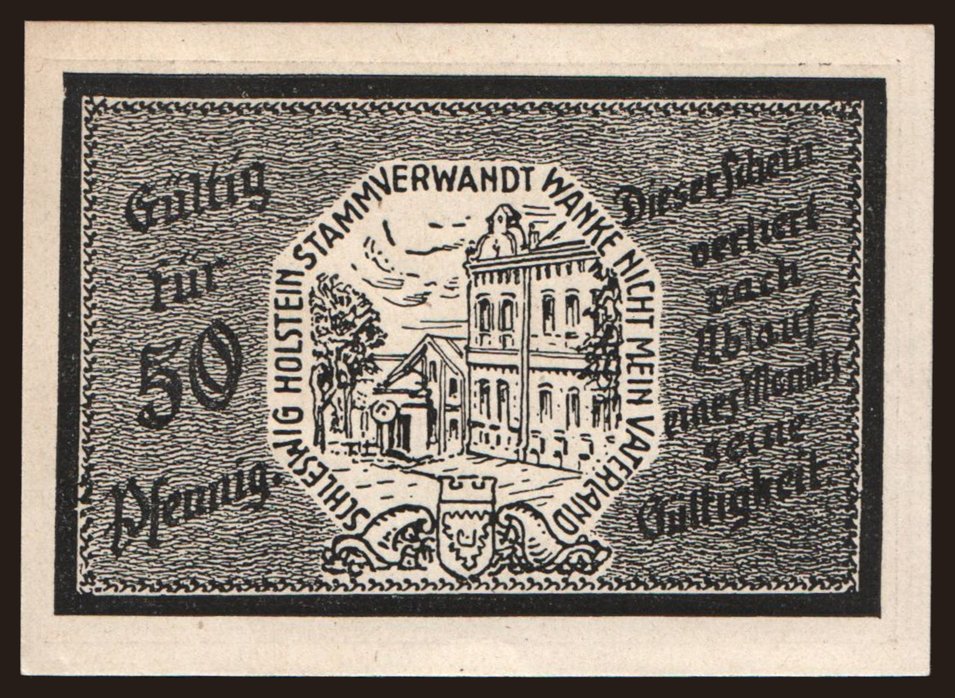 Gültig
für
50
Pfennig.
SCHLESWIG HOLSTEIN STAMMVERWANDT WANKE NICHT MEIN VATERLAND
Dieser Schein
verliert
nach
Ablauf
eines Monats
seine
Gültigkeit.